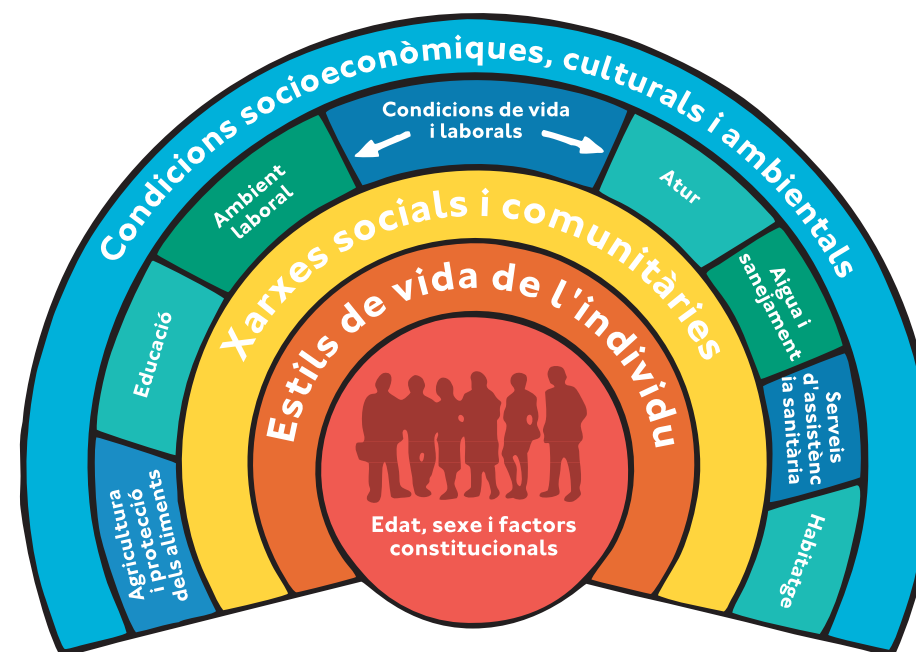 Condicions socioeconòmiques, culturals i ambientals
Condicions de vida
i laborals
Agricultura
i protecció
dels aliments
Educació
Ambient
laboral
Atur
Aigua i
sanejament
Serveis
d'assistènc
ia sanitària
Habitatge
Xarxes socials i comunitàries
Estils de vida de l'individu
Edat, sexe i factors
constitucionals